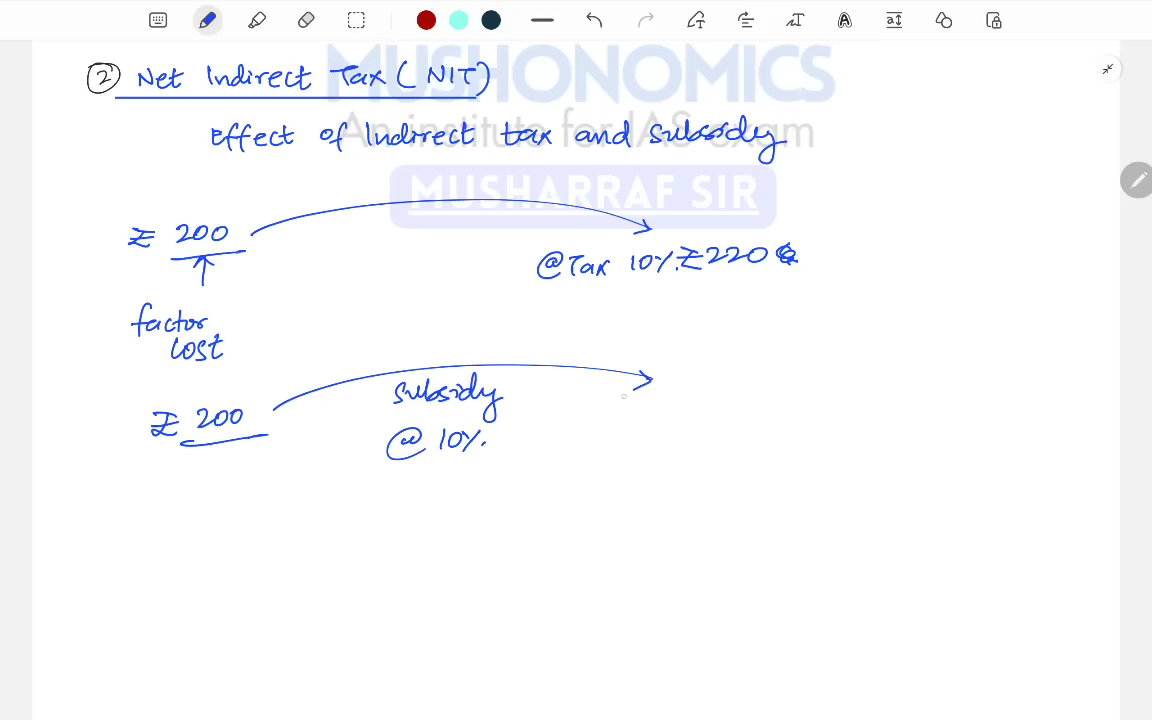 MUSHONOMICS
An institute for IAS exam
MUSHARRAF SIR
② Net Indirect Tax (NIT)
Effect of Indirect tax and subsidy
₹ 200
@Tax 10% ₹220
factor
cost
subsidy
₹ 200
@ 10%